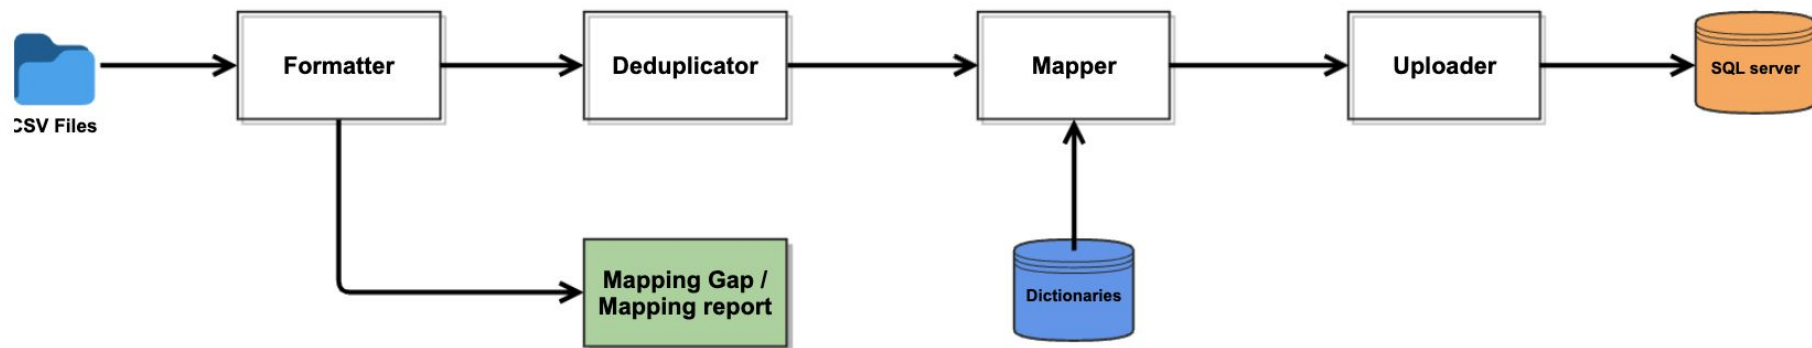 Formatter
Deduplicator
Mapper
Uploader
SQL server
CSV Files
Mapping Gap /
Mapping report
Dictionaries